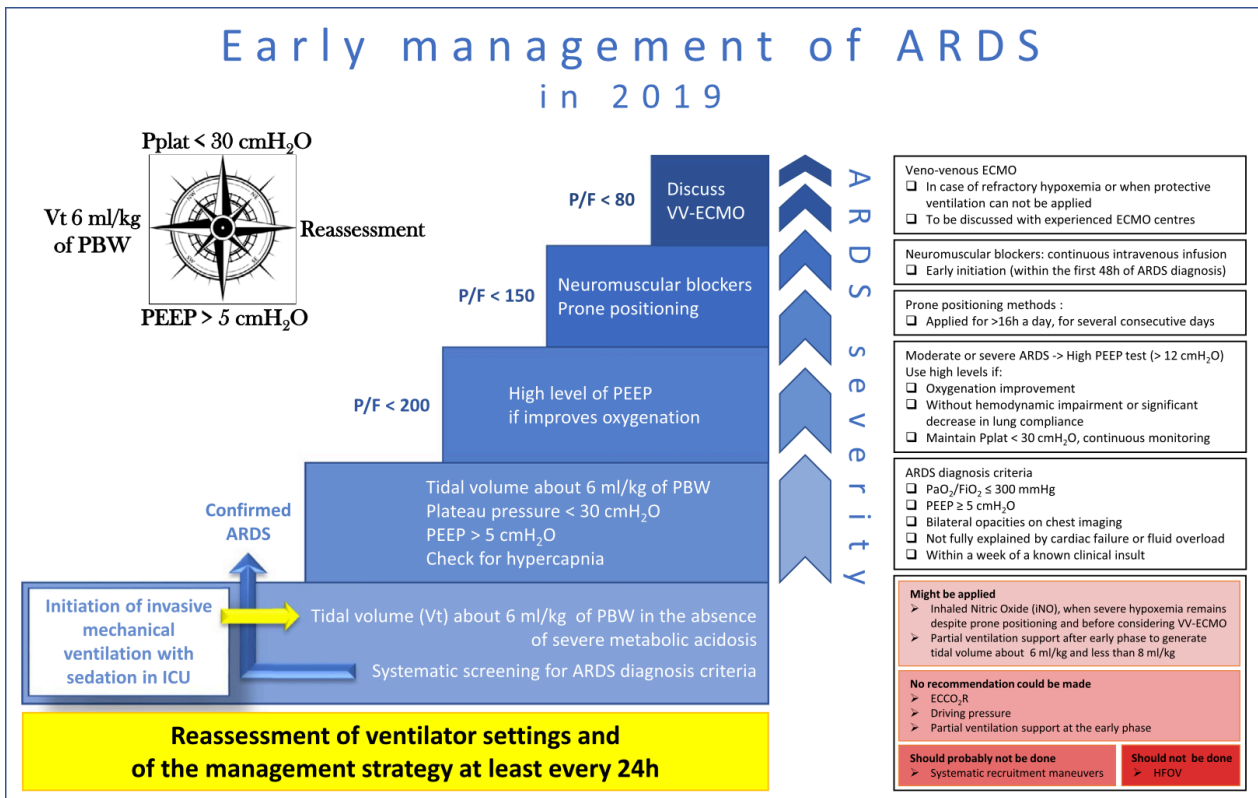 Early management of ARDS
in 2019
Pplat < 30 cmH₂O
Vt 6 ml/kg
of PBW
Reassessment
PEEP > 5 cmH₂O
P/F < 80
Discuss
VV-ECMO
P/F < 150
Neuromuscular blockers
Prone positioning
P/F < 200
High level of PEEP
if improves oxygenation
Tidal volume about 6 ml/kg of PBW
Plateau pressure < 30 cmH₂O
PEEP > 5 cmH₂O
Check for hypercapnia
Confirmed
ARDS
Initiation of invasive
mechanical
ventilation with
sedation in ICU
Tidal volume (Vt) about 6 ml/kg of PBW in the absence
of severe metabolic acidosis
Systematic screening for ARDS diagnosis criteria
Reassessment of ventilator settings and
of the management strategy at least every 24h
ARDS severity
Veno-venous ECMO
❑ In case of refractory hypoxemia or when protective
ventilation can not be applied
❑ To be discussed with experienced ECMO centres
Neuromuscular blockers: continuous intravenous infusion
❑ Early initiation (within the first 48h of ARDS diagnosis)
Prone positioning methods :
❑ Applied for >16h a day, for several consecutive days
Moderate or severe ARDS -> High PEEP test (> 12 cmH₂O)
Use high levels if:
❑ Oxygenation improvement
❑ Without hemodynamic impairment or significant
decrease in lung compliance
❑ Maintain Pplat < 30 cmH₂O, continuous monitoring
ARDS diagnosis criteria
❑ PaO₂/FiO₂ ≤ 300 mmHg
❑ PEEP ≥ 5 cmH₂O
❑ Bilateral opacities on chest imaging
❑ Not fully explained by cardiac failure or fluid overload
❑ Within a week of a known clinical insult
Might be applied
➢ Inhaled Nitric Oxide (iNO), when severe hypoxemia remains
despite prone positioning and before considering VV-ECMO
➢ Partial ventilation support after early phase to generate
tidal volume about 6 ml/kg and less than 8 ml/kg
No recommendation could be made
➢ ECCO₂R
➢ Driving pressure
➢ Partial ventilation support at the early phase
Should probably not be done
➢ Systematic recruitment maneuvers
Should not be done
➢ HFOV